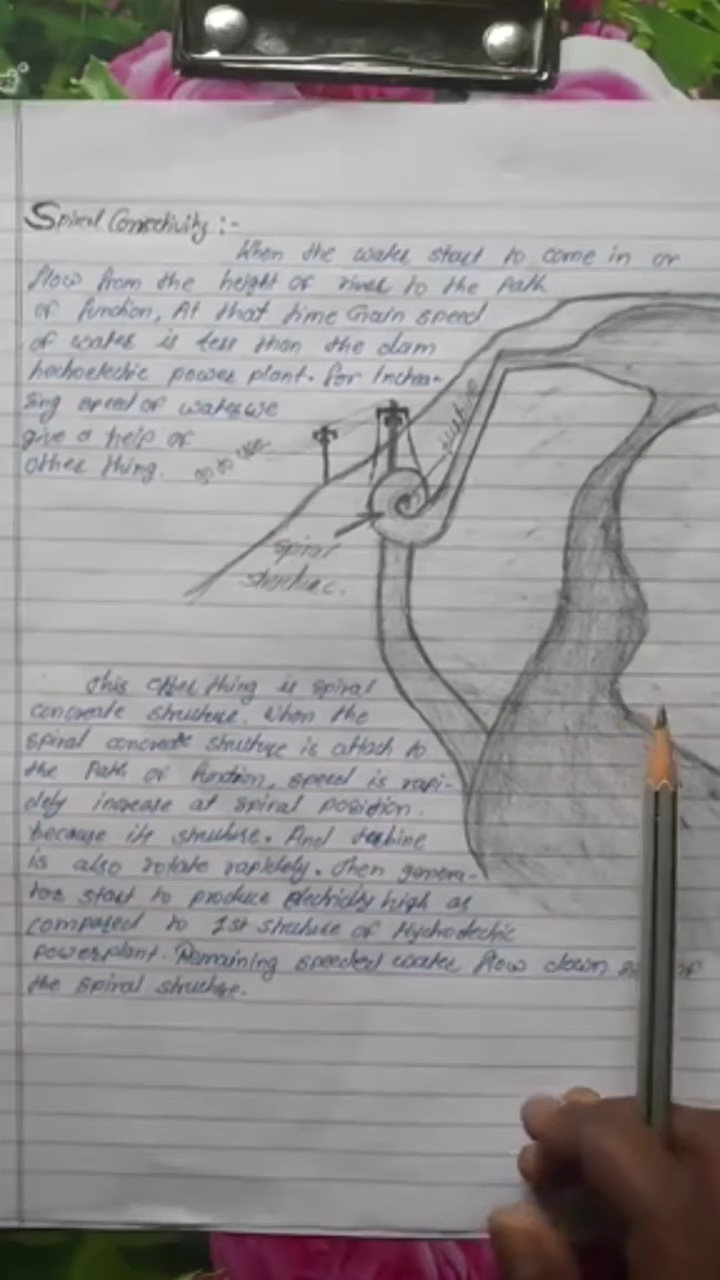 Spiral Connectivity :-
When the water start to come in or
flow from the height of river to the Path
of function, At that time Gain speed
of water is less than the dam
hydroelectric power plant. for Increa-
sing speed of water we
give a help of
other thing.
go to use
turbine
spiral
structure.
This other thing is spiral
concreate structure. When the
spiral concrete structure is attach to
the Path of function, speed is rapi-
dely increase at spiral position.
because its structure. And turbine
is also rotate rapidely. Then genera-
tor start to produce electricity high as
compared to 1st structure of Hydroelectric
powerplant. Remaining speeded water flow down of
the spiral structure.